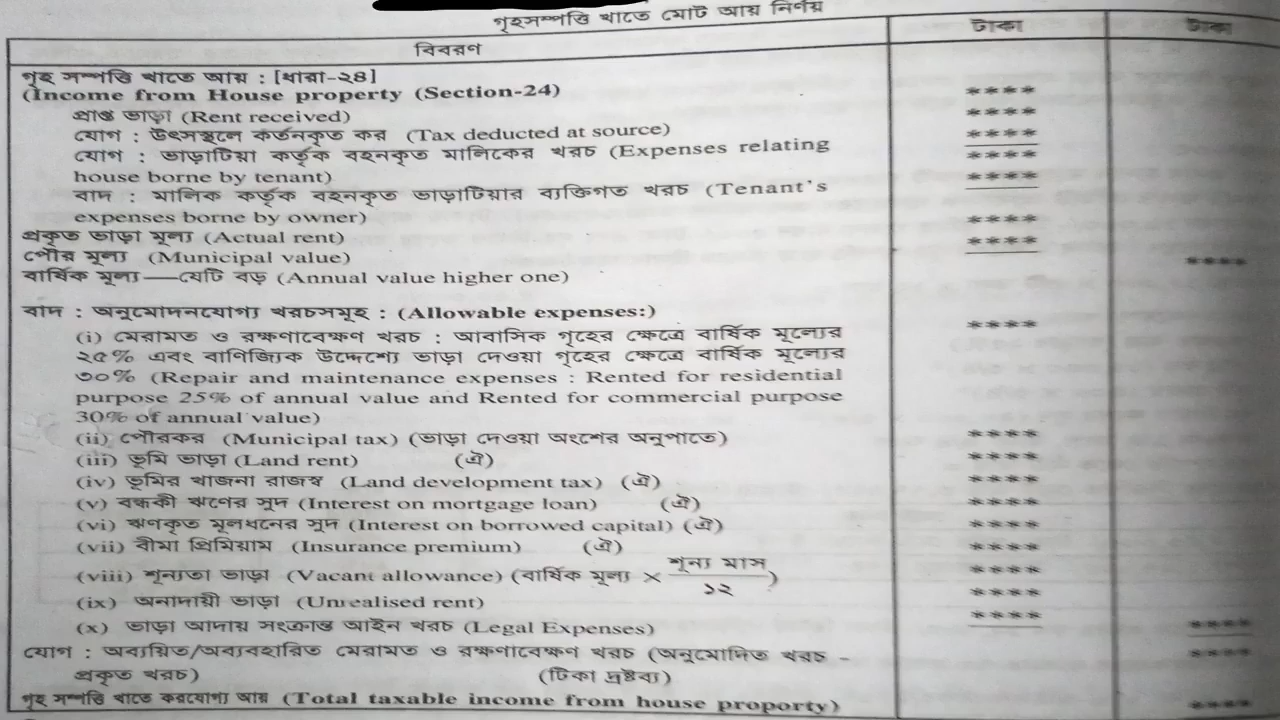 গৃহসম্পত্তি খাতে মোট আয় নির্ণয়
বিবরণ টাকা টাকা
গৃহ সম্পত্তি খাতে আয় : [ধারা-২৪]
(Income from House property (Section-24) ****
প্রাপ্ত ভাড়া (Rent received) ****
যোগ : উৎসস্থলে কর্তনকৃত কর (Tax deducted at source) ****
যোগ : ভাড়াটিয়া কর্তৃক বহনকৃত মালিকের খরচ (Expenses relating ****
house borne by tenant) ****
বাদ : মালিক কর্তৃক বহনকৃত ভাড়াটিয়ার ব্যক্তিগত খরচ (Tenant's
expenses borne by owner) ****
প্রকৃত ভাড়া মূল্য (Actual rent) ****
পৌর মূল্য (Municipal value)
বার্ষিক মূল্য—যেটি বড় (Annual value higher one) ****
বাদ : অনুমোদনযোগ্য খরচসমূহ : (Allowable expenses:)
(i) মেরামত ও রক্ষণাবেক্ষণ খরচ : আবাসিক গৃহের ক্ষেত্রে বার্ষিক মূল্যের ****
২৫% এবং বাণিজ্যিক উদ্দেশ্যে ভাড়া দেওয়া গৃহের ক্ষেত্রে বার্ষিক মূল্যের
৩০% (Repair and maintenance expenses : Rented for residential
purpose 25% of annual value and Rented for commercial purpose
30% of annual value)
(ii) পৌরকর (Municipal tax) (ভাড়া দেওয়া অংশের অনুপাতে) ****
(iii) ভূমি ভাড়া (Land rent) (ঐ) ****
(iv) ভূমির খাজনা রাজস্ব (Land development tax) (ঐ) ****
(v) বন্ধকী ঋণের সুদ (Interest on mortgage loan) (ঐ) ****
(vi) ঋণকৃত মূলধনের সুদ (Interest on borrowed capital) (ঐ) ****
(vii) বীমা প্রিমিয়াম (Insurance premium) (ঐ) ****
(viii) শূন্যতা ভাড়া (Vacant allowance) (বার্ষিক মূল্য × শূন্য মাস / ১২) ****
(ix) অনাদায়ী ভাড়া (Unrealised rent) ****
(x) ভাড়া আদায় সংক্রান্ত আইন খরচ (Legal Expenses) **** ****
যোগ : অব্যয়িত/অব্যবহারিত মেরামত ও রক্ষণাবেক্ষণ খরচ (অনুমোদিত খরচ - ****
প্রকৃত খরচ) (টিকা দ্রষ্টব্য)
গৃহ সম্পত্তি খাতে করযোগ্য আয় (Total taxable income from house proporty) ****